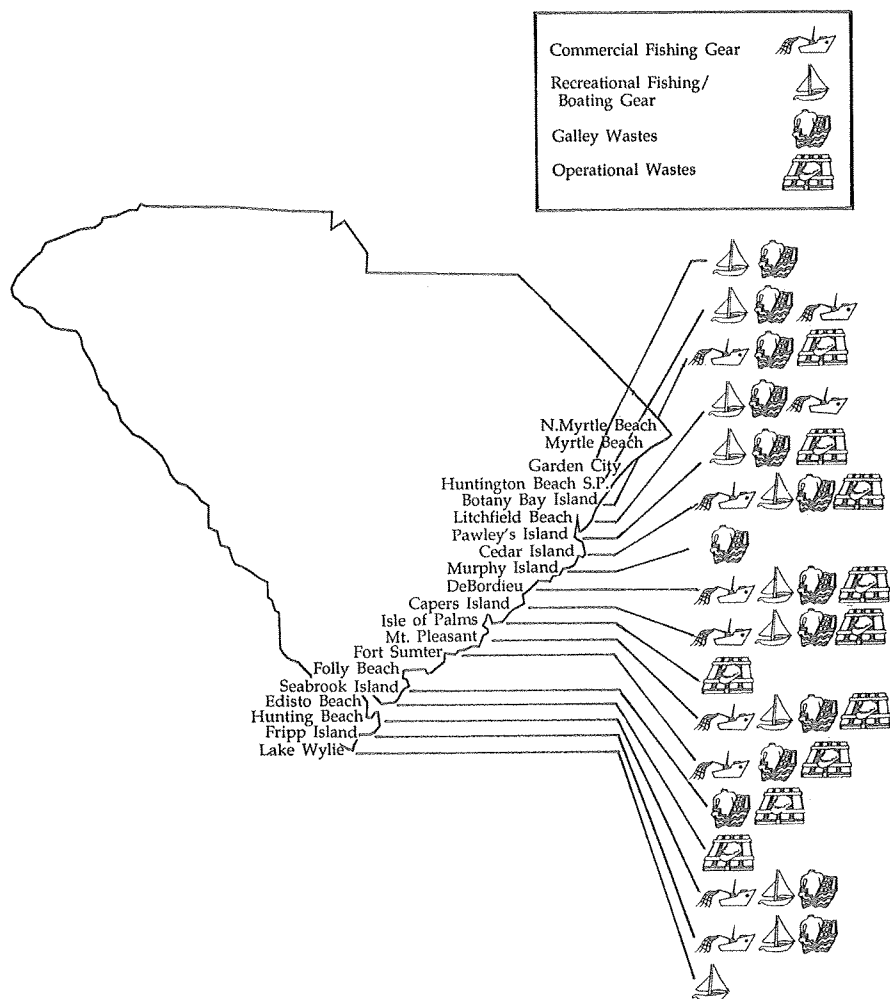 Commercial Fishing Gear
Recreational Fishing/
Boating Gear
Galley Wastes
Operational Wastes
N.Myrtle Beach
Myrtle Beach
Garden City
Huntington Beach S.P.
Botany Bay Island
Litchfield Beach
Pawley's Island
Cedar Island
Murphy Island
DeBordieu
Capers Island
Isle of Palms
Mt. Pleasant
Fort Sumter
Folly Beach
Seabrook Island
Edisto Beach
Hunting Beach
Fripp Island
Lake Wylie